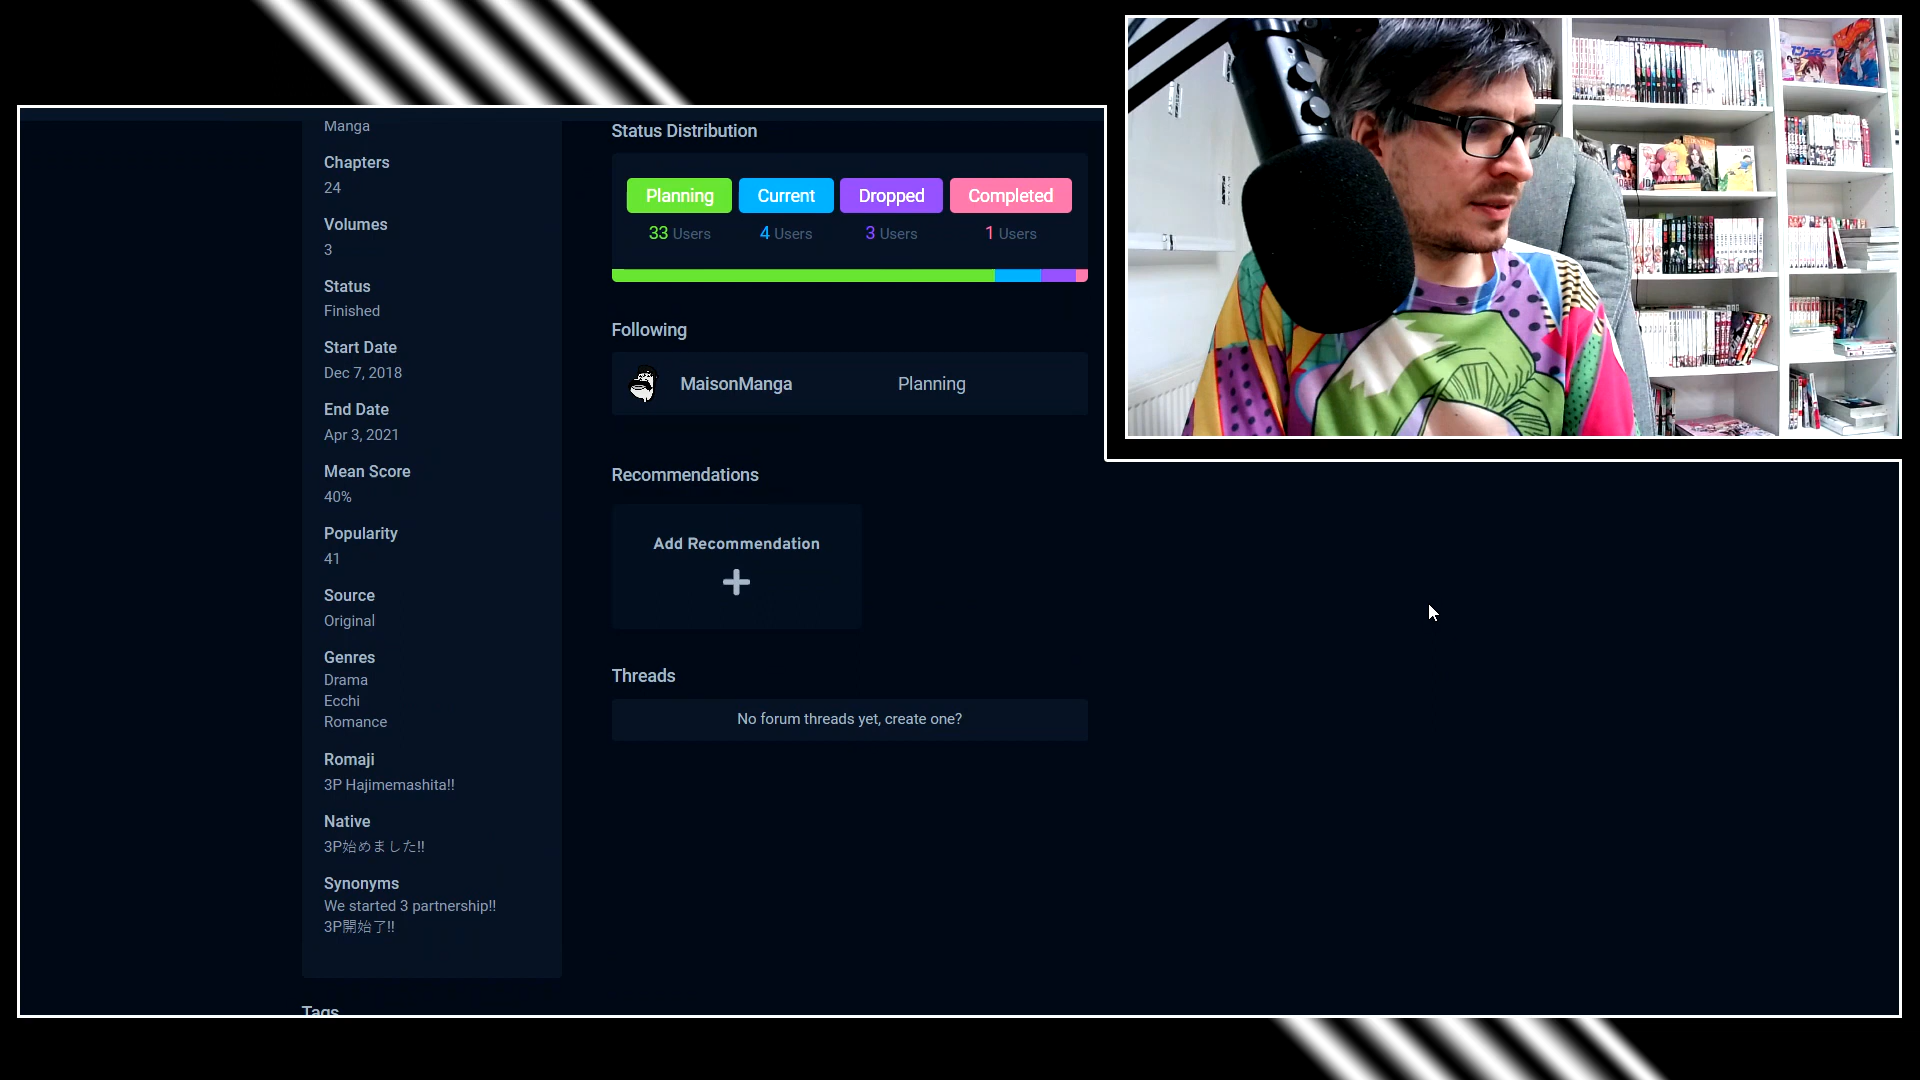 Manga
Chapters
24
Volumes
3
Status
Finished
Start Date
Dec 7, 2018
End Date
Apr 3, 2021
Mean Score
40%
Popularity
41
Source
Original
Genres
Drama
Ecchi
Romance
Romaji
3P Hajimemashita!!
Native
3P始めました!!
Synonyms
We started 3 partnership!!
3P開始了!!
Tags
Status Distribution
Planning Current Dropped Completed
33 Users 4 Users 3 Users 1 Users
Following
MaisonManga Planning
Recommendations
Add Recommendation
Threads
No forum threads yet, create one?